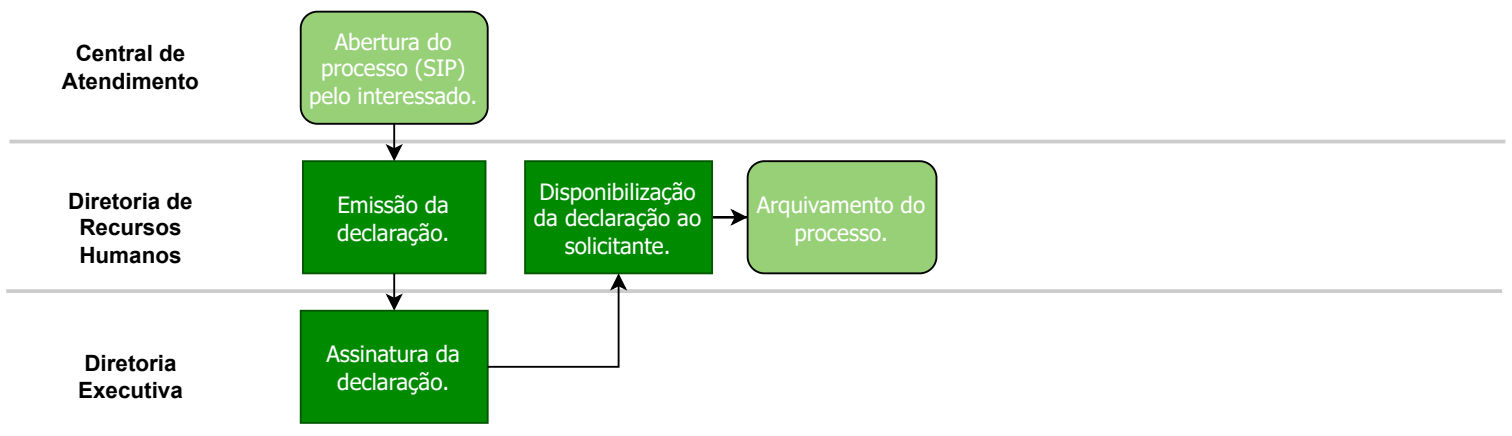 Central de
Atendimento
Abertura do
processo (SIP)
pelo interessado.
Diretoria de
Recursos
Humanos
Emissão da
declaração.
Disponibilização
da declaração ao
solicitante.
Arquivamento do
processo.
Diretoria
Executiva
Assinatura da
declaração.